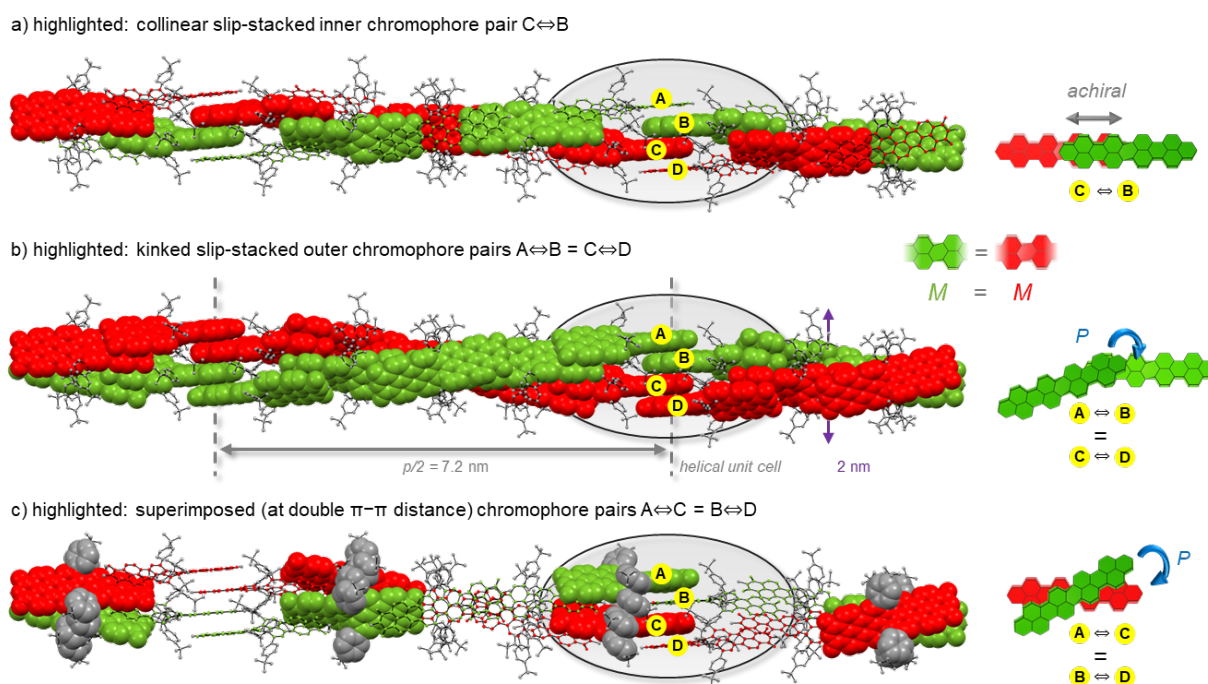 a) highlighted: collinear slip-stacked inner chromophore pair C⇔B
achiral
A
B
C
D
C ⇔ B
b) highlighted: kinked slip-stacked outer chromophore pairs A⇔B = C⇔D
=
M = M
A
B
C
D
P
A ⇔ B
=
C ⇔ D
p/2 = 7.2 nm
helical unit cell
2 nm
c) highlighted: superimposed (at double π−π distance) chromophore pairs A⇔C = B⇔D
A
B
C
D
P
A ⇔ C
=
B ⇔ D